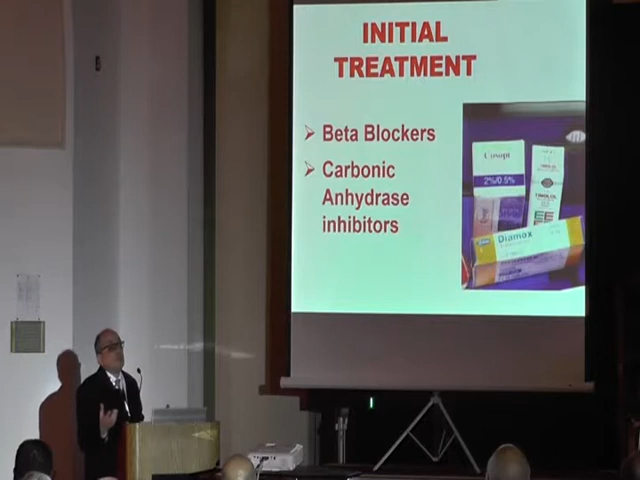 INITIAL
TREATMENT
➢ Beta Blockers
➢ Carbonic
Anhydrase
inhibitors
Cosopt
2%/0.5%
Diamox